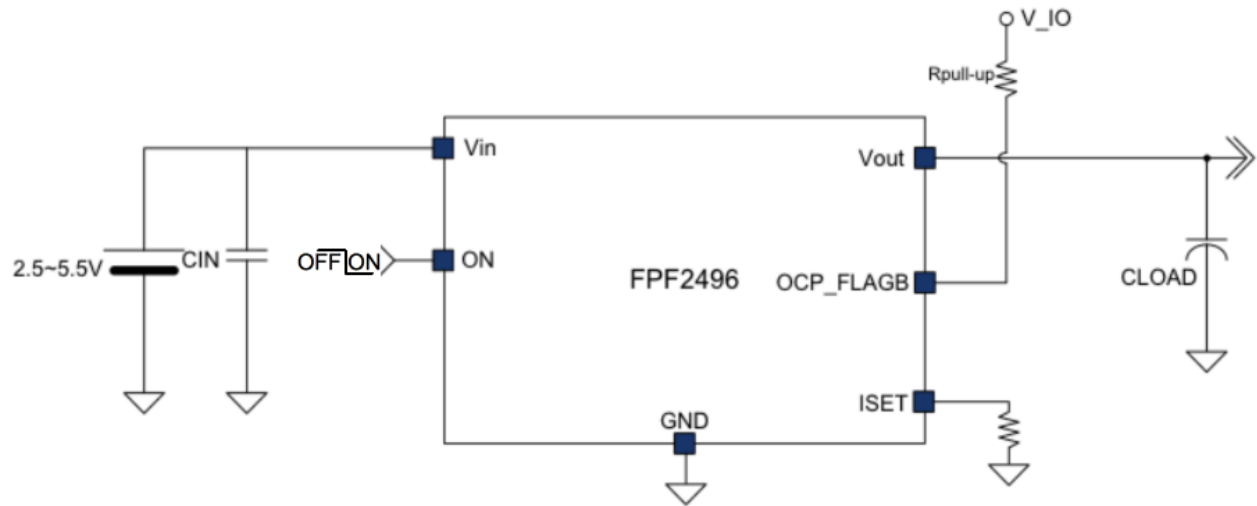 V_IO
Rpull-up
Vin
Vout
2.5~5.5V
CIN
OFF ON
ON
FPF2496
OCP_FLAGB
CLOAD
ISET
GND